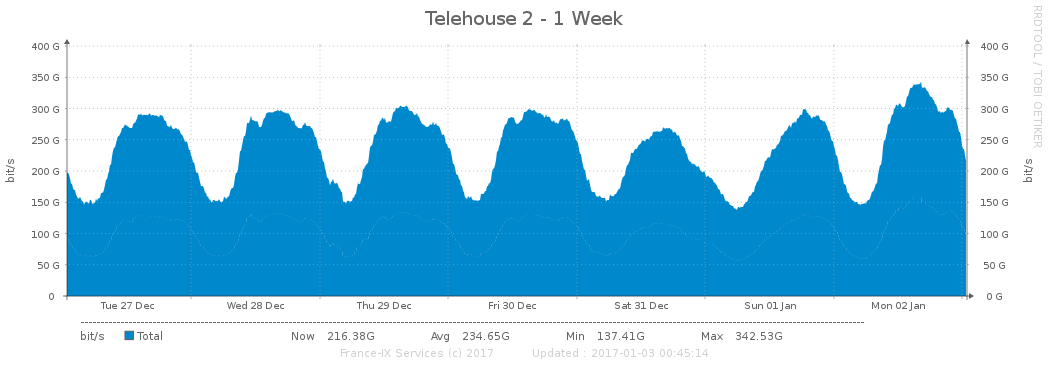 Telehouse 2 - 1 Week
RRDTOOL / TOBI OETIKER
400 G 400 G
350 G 350 G
300 G 300 G
250 G 250 G
200 G 200 G
150 G 150 G
100 G 100 G
50 G 50 G
0 0 G
bit/s
bit/s
Tue 27 Dec Wed 28 Dec Thu 29 Dec Fri 30 Dec Sat 31 Dec Sun 01 Jan Mon 02 Jan
bit/s Total Now 216.38G Avg 234.65G Min 137.41G Max 342.53G
France-IX Services (c) 2017 Updated : 2017-01-03 00:45:14